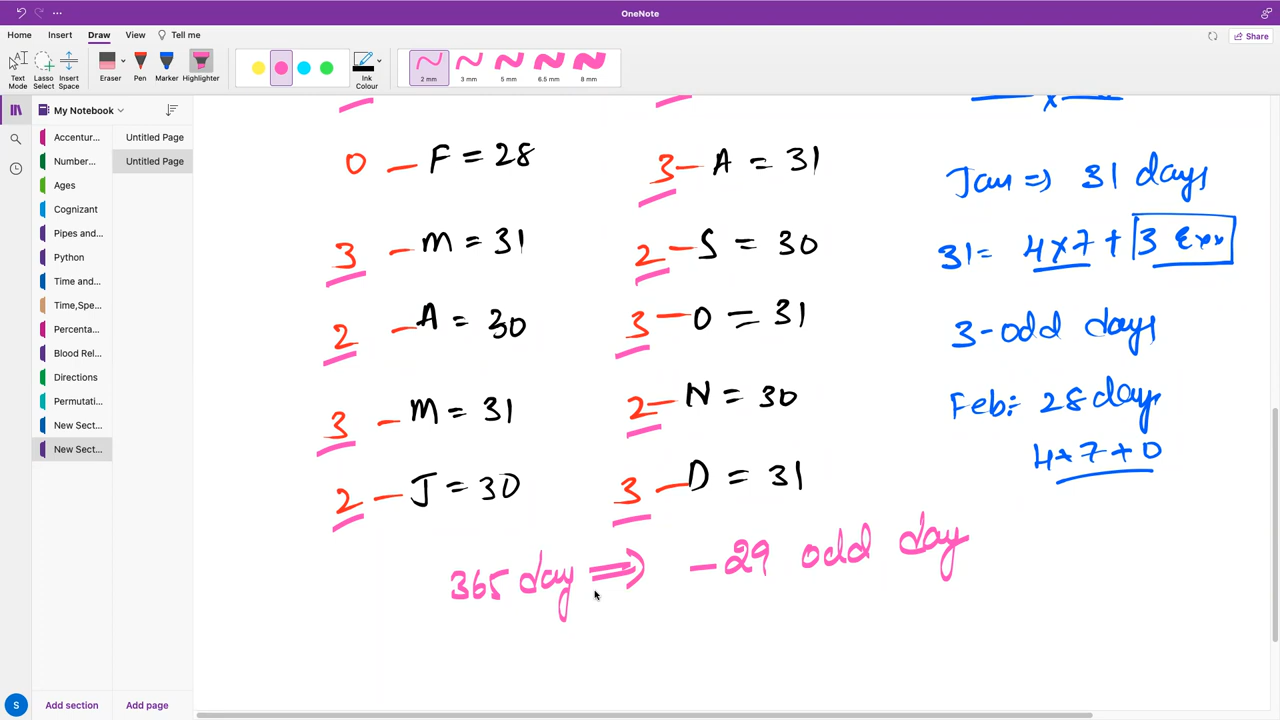 OneNote
Home Insert Draw View Tell me
Share
Text Mode
Lasso Select
Insert Space
Eraser
Pen
Marker
Highlighter
Ink Colour
2 mm
3 mm
5 mm
6.5 mm
8 mm
My Notebook
Accentur...
Number...
Ages
Cognizant
Pipes and...
Python
Time and...
Time,Spe...
Percenta...
Blood Rel...
Directions
Permutati...
New Sect...
New Sect...
Untitled Page
Untitled Page
0 — F = 28
3 — M = 31
2 — A = 30
3 — M = 31
2 — J = 30
3 — A = 31
2 — S = 30
3 — O = 31
2 — N = 30
3 — D = 31
x
Jan => 31 days
31 = 4x7 + 3 Exx
3-odd days
Feb: 28 days
4x7+0
365 day => -29 odd day
S
Add section
Add page